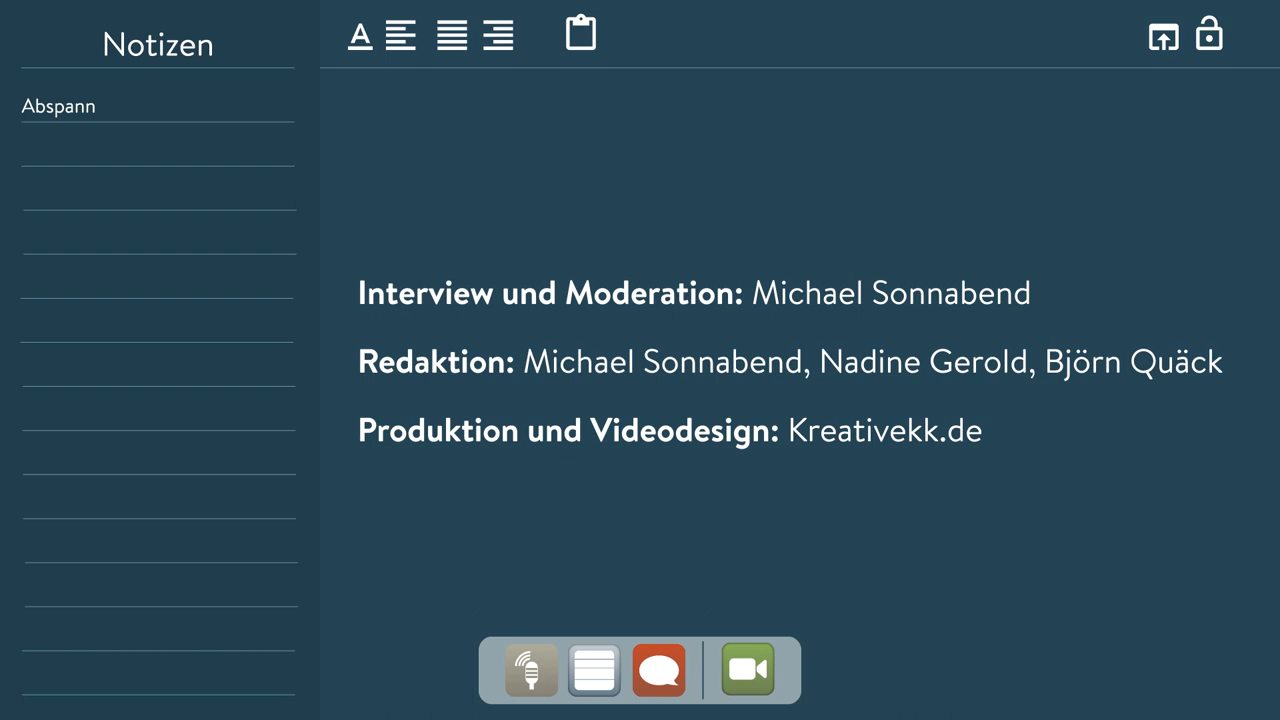 Notizen
Abspann
Interview und Moderation: Michael Sonnabend
Redaktion: Michael Sonnabend, Nadine Gerold, Björn Quäck
Produktion und Videodesign: Kreativekk.de